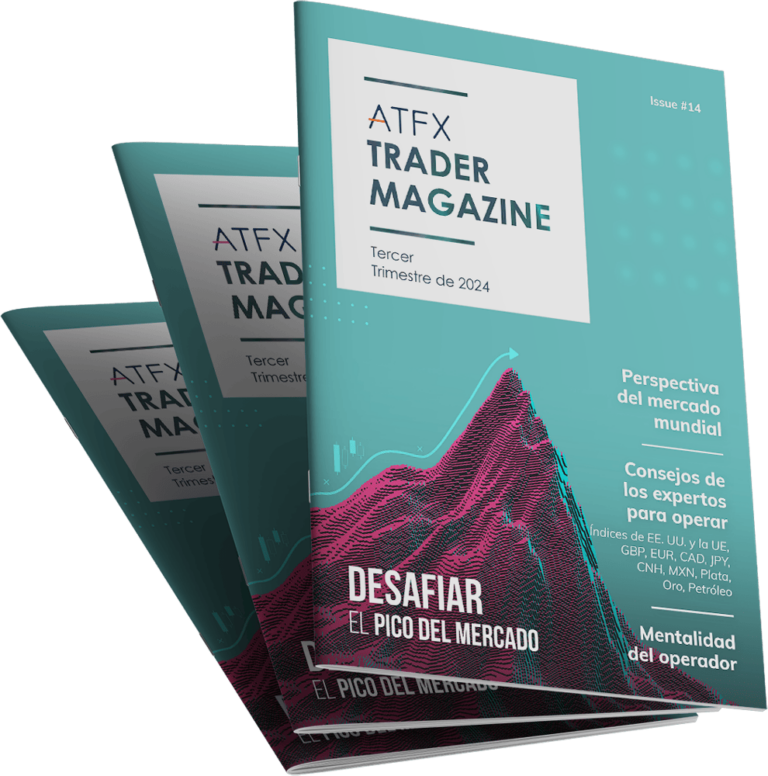 Issue #14
ATFX
TRADER
MAGAZINE
Tercer
Trimestre de 2024
Perspectiva
del mercado
mundial
Consejos de
los expertos
para operar
Índices de EE. UU. y la UE,
GBP, EUR, CAD, JPY,
CNH, MXN, Plata,
Oro, Petróleo
Mentalidad
del operador
DESAFIAR
EL PICO DEL MERCADO
ATFX
TRAD
MAG
Tercer
Trimestre
EL PICO DEL MERCADO
ATFX
TRAD
MA
Tercer
Trimes